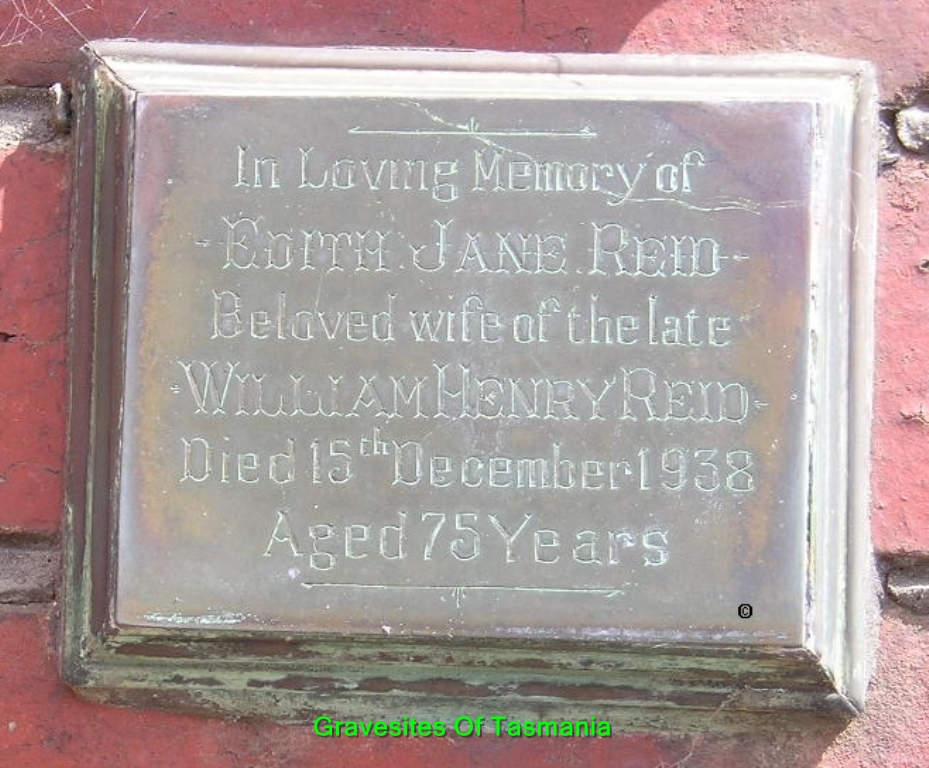 In Loving Memory of
- EDITH. JANE. REID -
Beloved wife of the late
- WILLIAM HENRY REID -
Died 15th December 1938
Aged 75 Years
©
Gravesites Of Tasmania